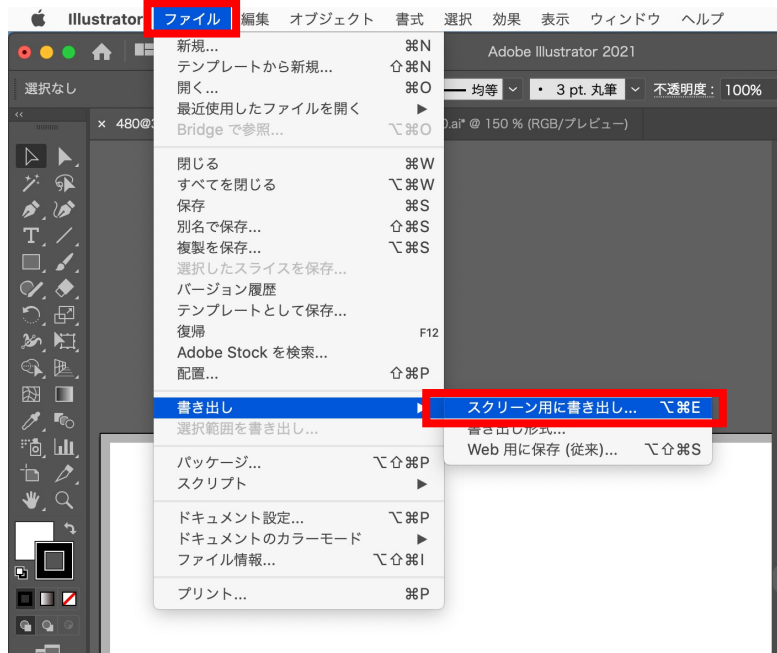 Illustrator ファイル 編集 オブジェクト 書式 選択 効果 表示 ウィンドウ ヘルプ
Adobe Illustrator 2021
選択なし
均等 • 3 pt. 丸筆 不透明度： 100%
× 480@
.ai* @ 150 % (RGB/プレビュー)
新規... ⌘N
テンプレートから新規... ⇧⌘N
開く... ⌘O
最近使用したファイルを開く ▶
Bridge で参照... ⌥⌘O
閉じる ⌘W
すべてを閉じる ⌥⌘W
保存 ⌘S
別名で保存... ⇧⌘S
複製を保存... ⌥⌘S
選択したスライスを保存...
バージョン履歴
テンプレートとして保存...
復帰 F12
Adobe Stock を検索...
配置... ⇧⌘P
書き出し ▶
選択範囲を書き出し...
パッケージ... ⌥⇧⌘P
スクリプト ▶
ドキュメント設定... ⌥⌘P
ドキュメントのカラーモード ▶
ファイル情報... ⌥⇧⌘I
プリント... ⌘P
スクリーン用に書き出し... ⌥⌘E
書き出し形式...
Web 用に保存 (従来)... ⌥⇧⌘S